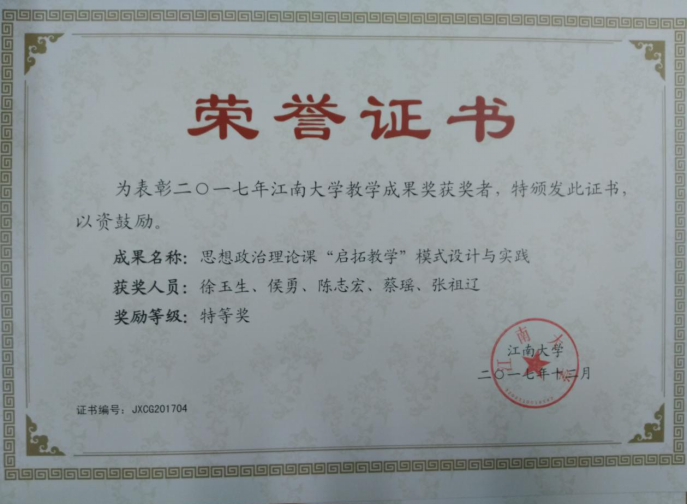 荣誉证书
为表彰二〇一七年江南大学教学成果奖获奖者，特颁发此证书，
以资鼓励。
成果名称：思想政治理论课“启拓教学”模式设计与实践
获奖人员：徐玉生、侯勇、陈志宏、蔡瑶、张祖辽
奖励等级：特等奖
江南大学
江南大学
二〇一七年十二月
证书编号：JXCG201704